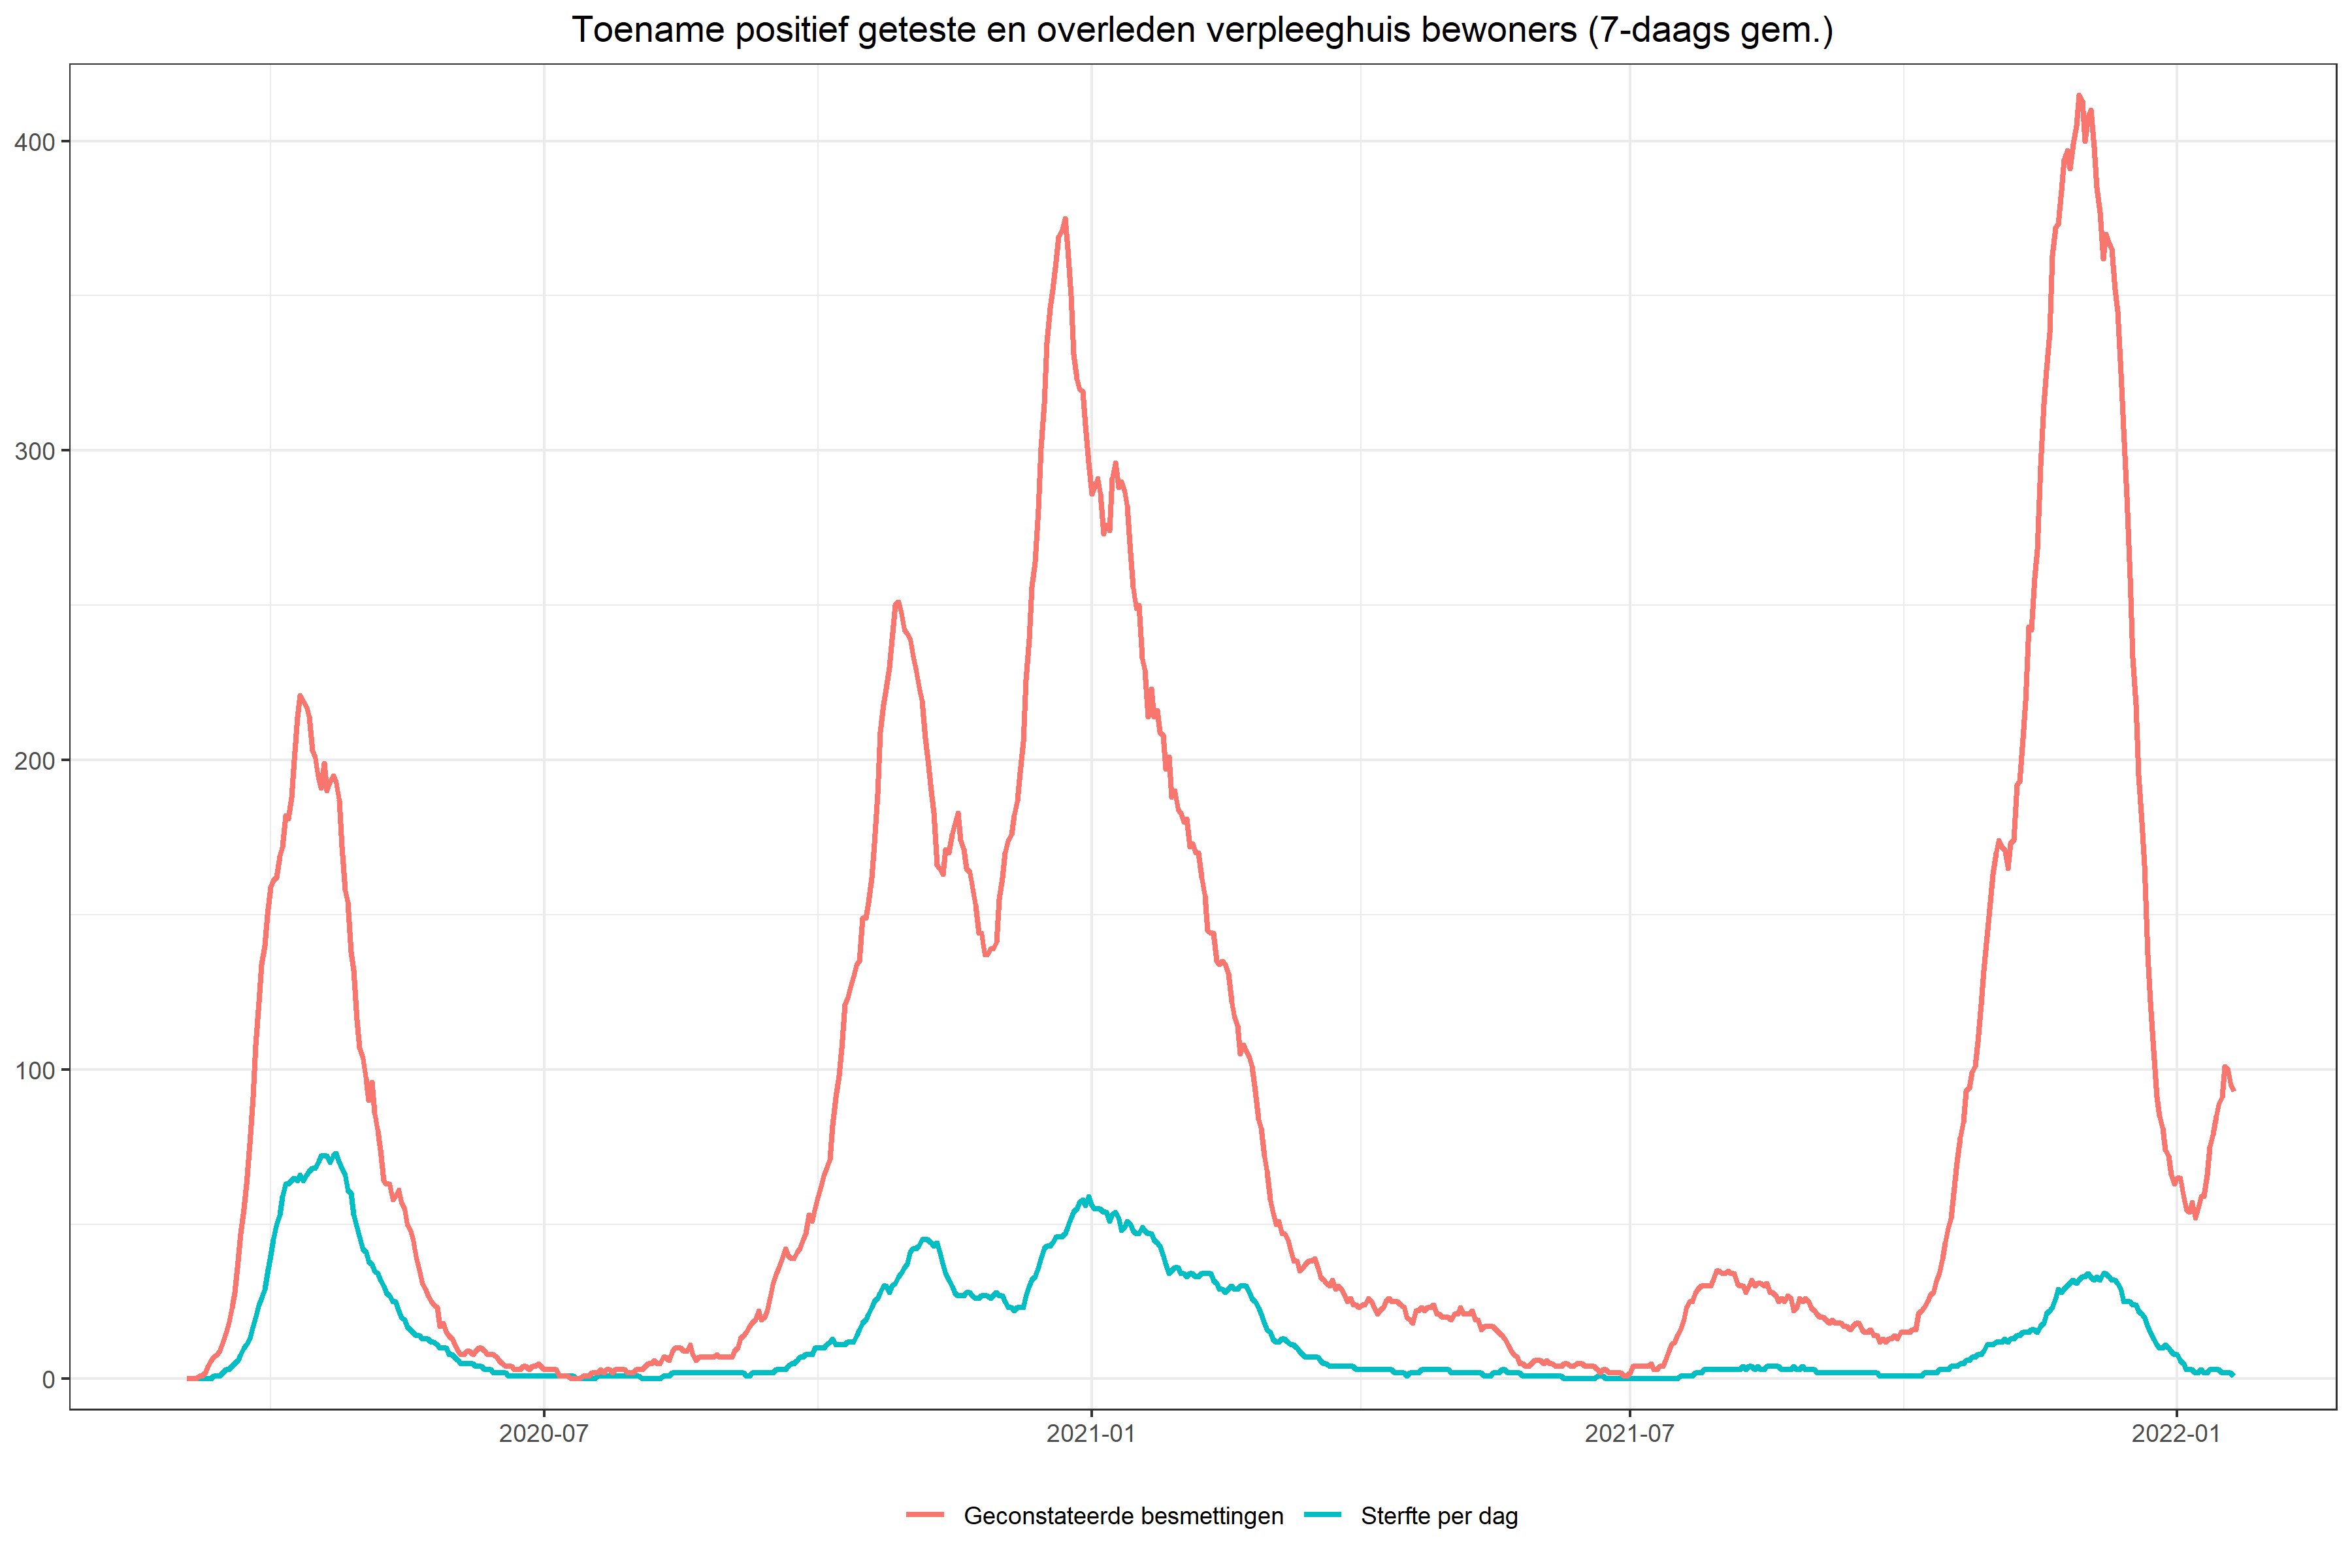 Toename positief geteste en overleden verpleeghuis bewoners (7-daags gem.)
400
300
200
100
0
2020-07 2021-01 2021-07 2022-01
Geconstateerde besmettingen Sterfte per dag